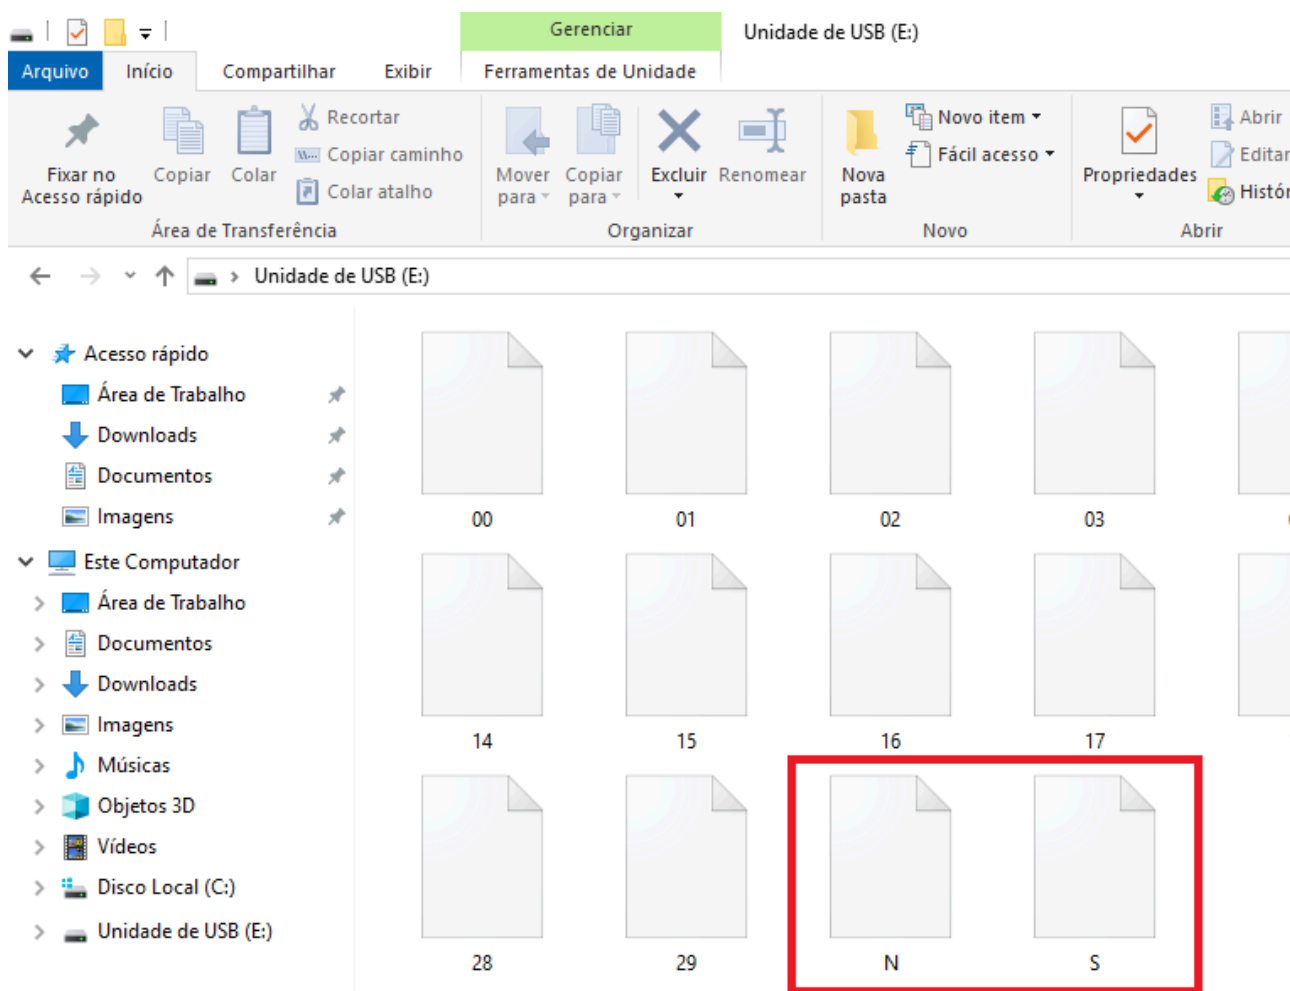 Gerenciar
Unidade de USB (E:)
Arquivo
Início
Compartilhar
Exibir
Ferramentas de Unidade
Fixar no
Acesso rápido
Copiar
Colar
Recortar
Copiar caminho
Colar atalho
Área de Transferência
Mover
para
Copiar
para
Excluir
Renomear
Organizar
Nova
pasta
Novo item
Fácil acesso
Novo
Propriedades
Abrir
Editar
Histór
Abrir
Unidade de USB (E:)
Acesso rápido
Área de Trabalho
Downloads
Documentos
Imagens
Este Computador
Área de Trabalho
Documentos
Downloads
Imagens
Músicas
Objetos 3D
Vídeos
Disco Local (C:)
Unidade de USB (E:)
00 01 02 03
14 15 16 17
28 29 N S